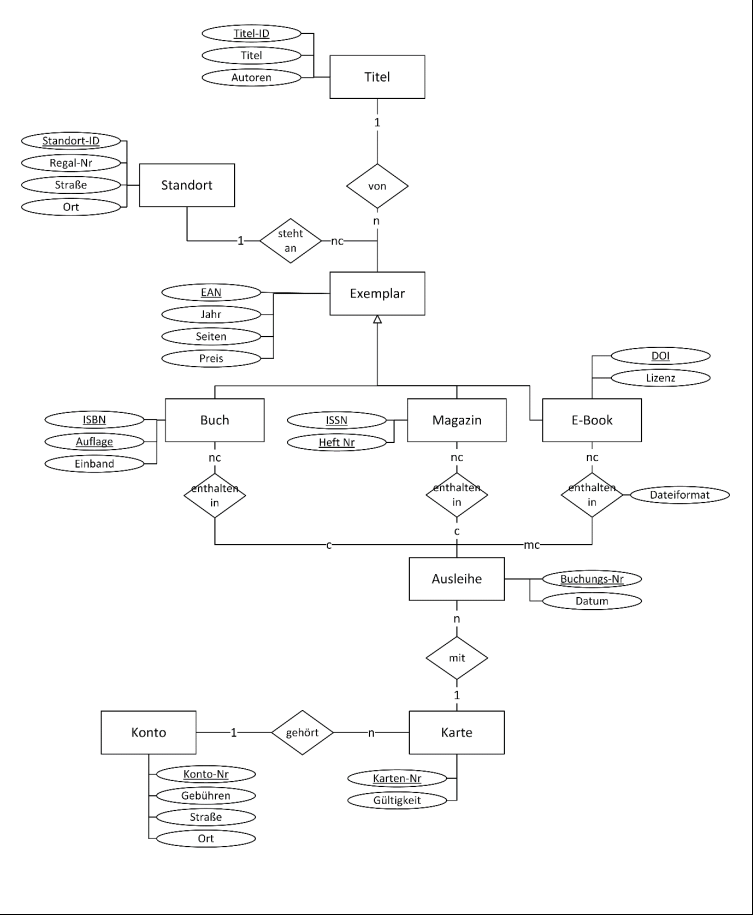 Titel-ID
Titel
Autoren
Titel
1
von
n
Standort-ID
Regal-Nr
Straße
Ort
Standort
1
steht
an
nc
EAN
Jahr
Seiten
Preis
Exemplar
DOI
Lizenz
ISBN
Auflage
Einband
Buch
ISSN
Heft Nr
Magazin
E-Book
nc
nc
nc
enthalten
in
enthalten
in
enthalten
in
Dateiformat
c
c
mc
Ausleihe
Buchungs-Nr
Datum
n
mit
1
Konto
1
gehört
n
Karte
Konto-Nr
Gebühren
Straße
Ort
Karten-Nr
Gültigkeit